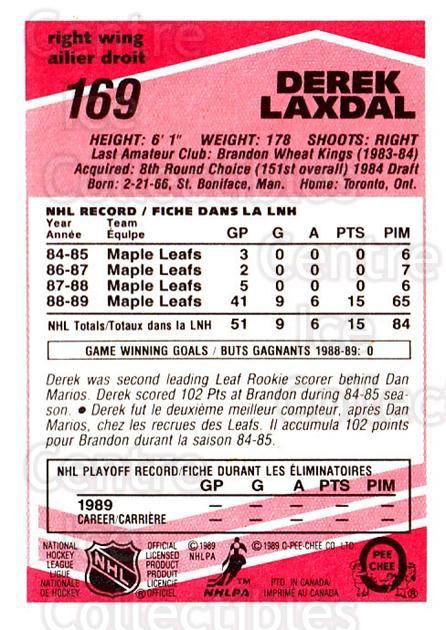 right wing
ailier droit
169
DEREK
LAXDAL
HEIGHT: 6' 1" WEIGHT: 178 SHOOTS: RIGHT
Last Amateur Club: Brandon Wheat Kings (1983-84)
Acquired: 8th Round Choice (151st overall) 1984 Draft
Born: 2-21-66, St. Boniface, Man. Home: Toronto, Ont.
NHL RECORD / FICHE DANS LA LNH
Year Team
Année Équipe GP G A PTS PIM
84-85 Maple Leafs 3 0 0 0 6
86-87 Maple Leafs 2 0 0 0 7
87-88 Maple Leafs 5 0 0 0 6
88-89 Maple Leafs 41 9 6 15 65
NHL Totals/Totaux dans la LNH 51 9 6 15 84
GAME WINNING GOALS / BUTS GAGNANTS 1988-89: 0
Derek was second leading Leaf Rookie scorer behind Dan
Marios. Derek scored 102 Pts at Brandon during 84-85 sea-
son. ● Derek fut le deuxième meilleur compteur, après Dan
Marios, chez les recrues des Leafs. Il accumula 102 points
pour Brandon durant la saison 84-85.
NHL PLAYOFF RECORD/FICHE DURANT LES ÉLIMINATOIRES
GP G A PTS PIM
1989 — — — — —
CAREER/CARRIÈRE — — — — —
NATIONAL
HOCKEY
LEAGUE
LIGUE
NATIONALE
DE HOCKEY
NHL
®
OFFICIAL
LICENSED
PRODUCT
PRODUIT
OFFICIEL
©1989
NHLPA
TM
NHLPA
©1989 O-PEE-CHEE CO. LTD.
PTD. IN CANADA/
IMPRIMÉ AU CANADA
O
PEE
CHEE
®
Centre
Ice
Collectibles